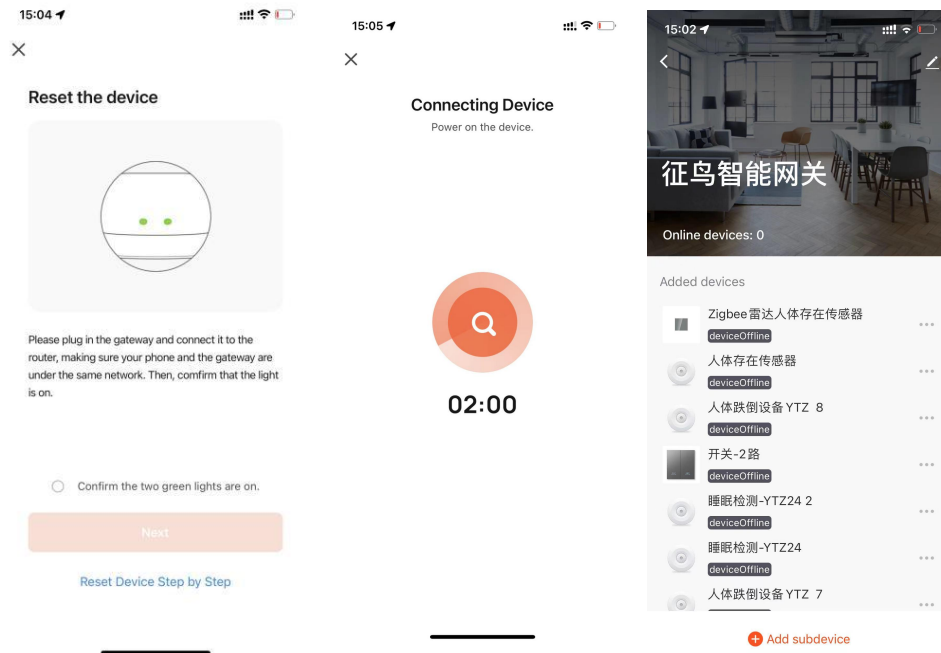 15:04
Reset the device
Please plug in the gateway and connect it to the
router, making sure your phone and the gateway are
under the same network. Then, comfirm that the light
is on.
Confirm the two green lights are on.
Next
Reset Device Step by Step
15:05
Connecting Device
Power on the device.
02:00
15:02
征鸟智能网关
Online devices: 0
Added devices
Zigbee雷达人体存在传感器
deviceOffline
人体存在传感器
deviceOffline
人体跌倒设备YTZ 8
deviceOffline
开关-2路
deviceOffline
睡眠检测-YTZ24 2
deviceOffline
睡眠检测-YTZ24
deviceOffline
人体跌倒设备YTZ 7
Add subdevice